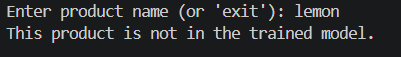 Enter product name (or 'exit'): lemon
This product is not in the trained model.